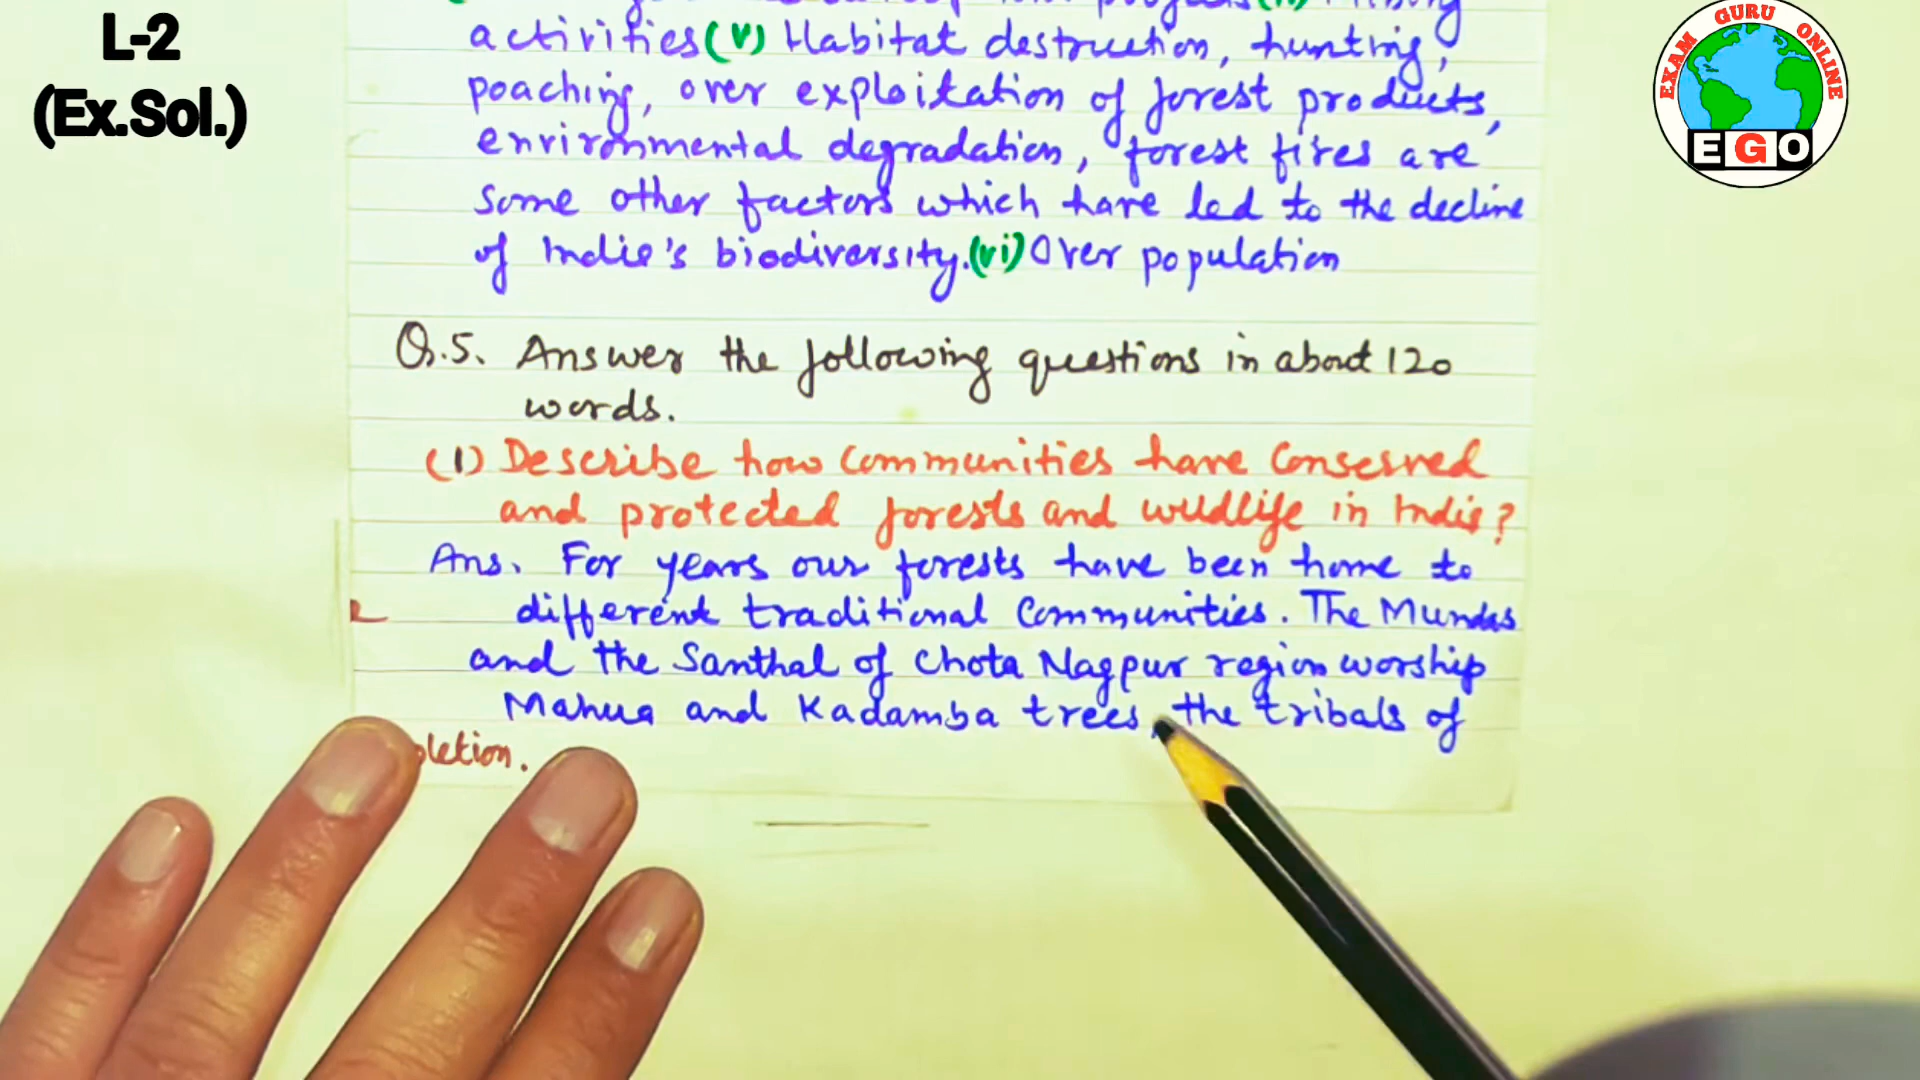 L-2
(Ex.Sol.)
EXAM GURU ONLINE
EGO
activities (v) Habitat destruction, hunting,
poaching, over exploitation of forest products,
environmental degradation, forest fires are
some other factors which have led to the decline
of India's biodiversity. (vi) Over population
Q.5. Answer the following questions in about 120
words.
(1) Describe how communities have conserved
and protected forests and wildlife in India?
Ans. For years our forests have been home to
different traditional communities. The Mundas
and the Santhal of Chota Nagpur region worship
Mahua and Kadamba trees, the tribals of
pletion.